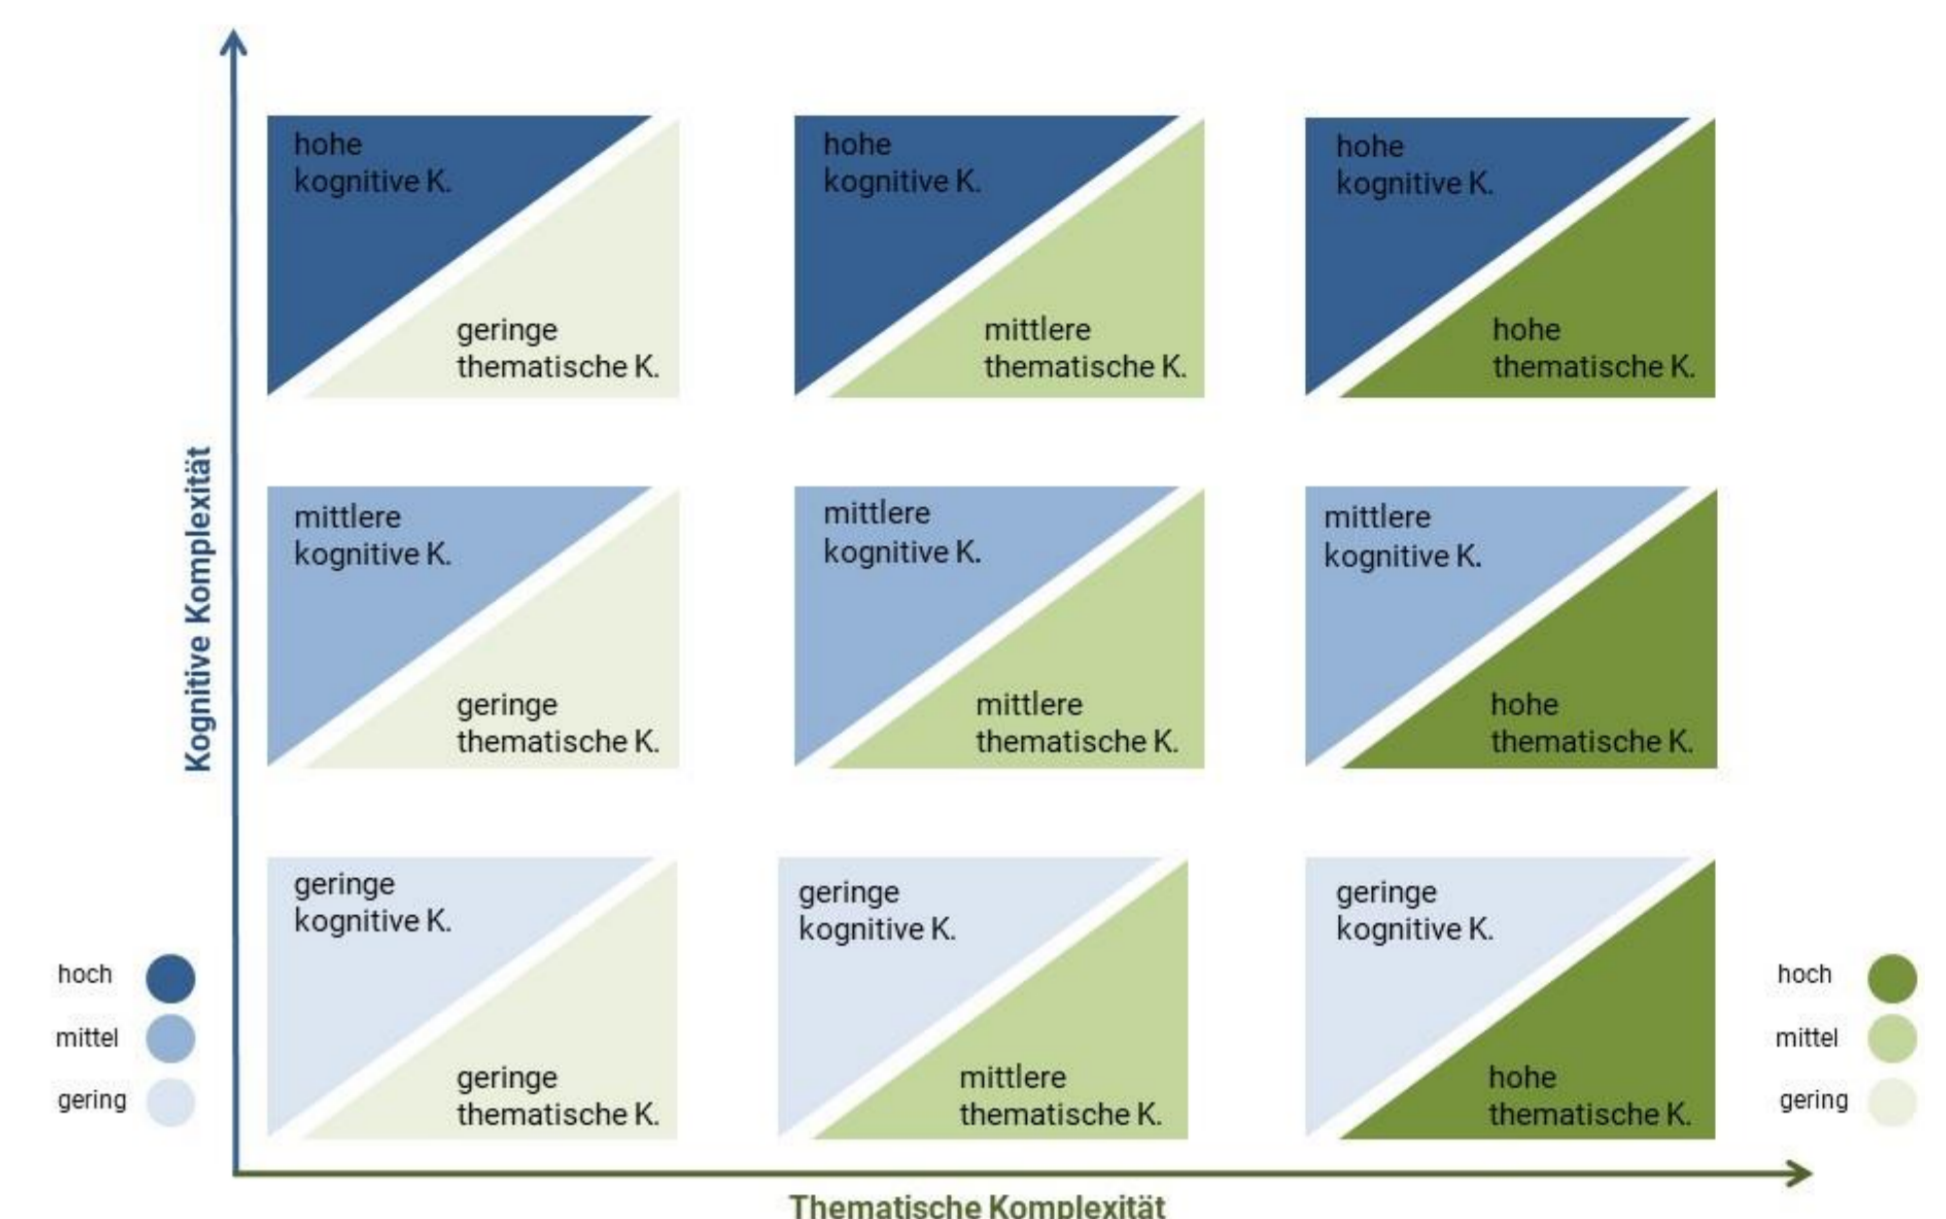 hohe
kognitive K.
geringe
thematische K.
hohe
kognitive K.
mittlere
thematische K.
hohe
kognitive K.
hohe
thematische K.
Kognitive Komplexität
mittlere
kognitive K.
geringe
thematische K.
mittlere
kognitive K.
mittlere
thematische K.
mittlere
kognitive K.
hohe
thematische K.
geringe
kognitive K.
geringe
thematische K.
geringe
kognitive K.
mittlere
thematische K.
geringe
kognitive K.
hohe
thematische K.
hoch
mittel
gering
hoch
mittel
gering
Thematische Komplexität